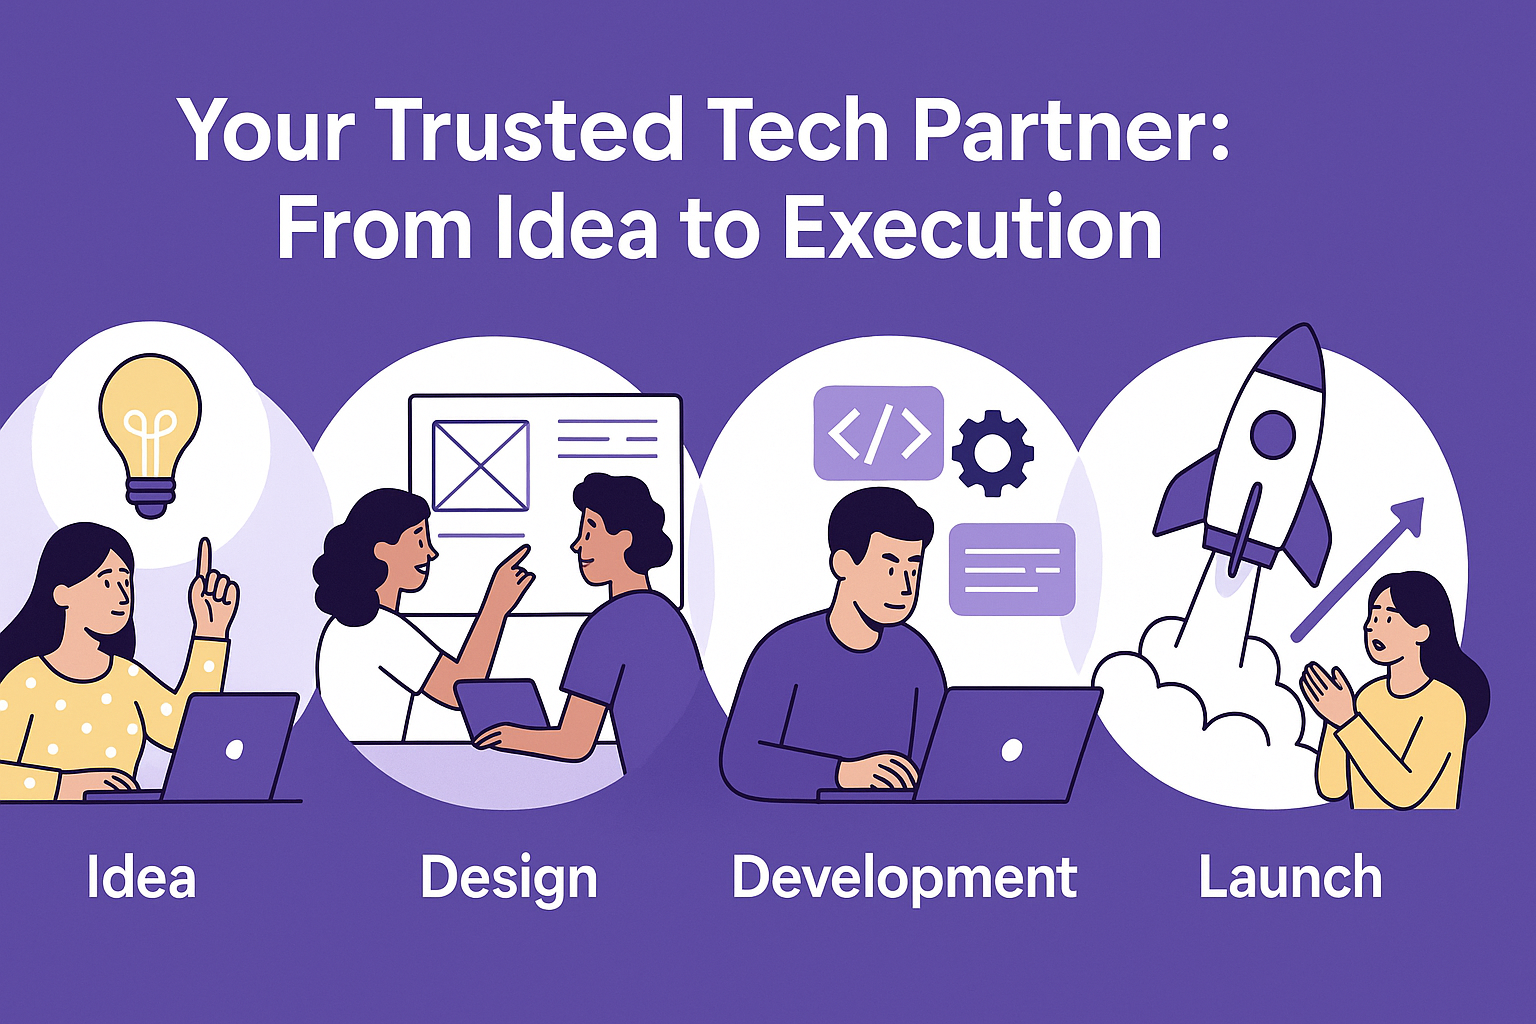 Your Trusted Tech Partner:
From Idea to Execution
</>
Idea
Design
Development
Launch